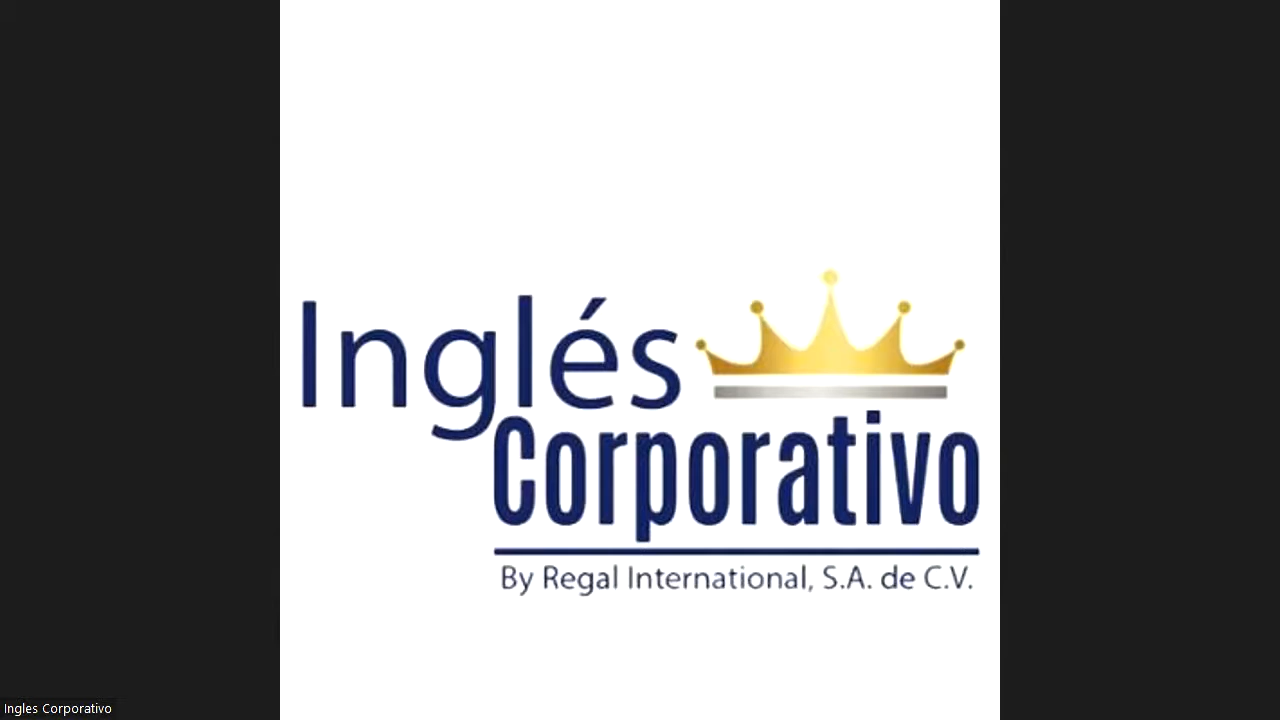 Inglés
Corporativo
By Regal International, S.A. de C.V.
Ingles Corporativo